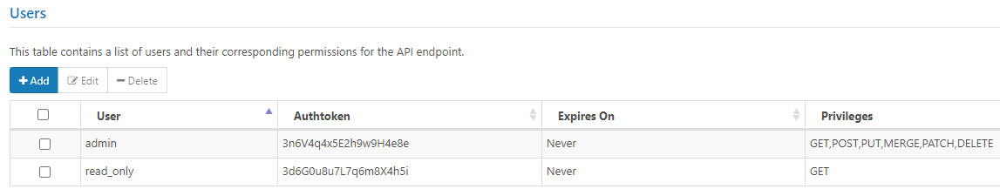 Users
This table contains a list of users and their corresponding permissions for the API endpoint.
Add Edit Delete
User Authtoken Expires On Privileges
admin 3n6V4q4x5E2h9w9H4e8e Never GET,POST,PUT,MERGE,PATCH,DELETE
read_only 3d6G0u8u7L7q6m8X4h5i Never GET